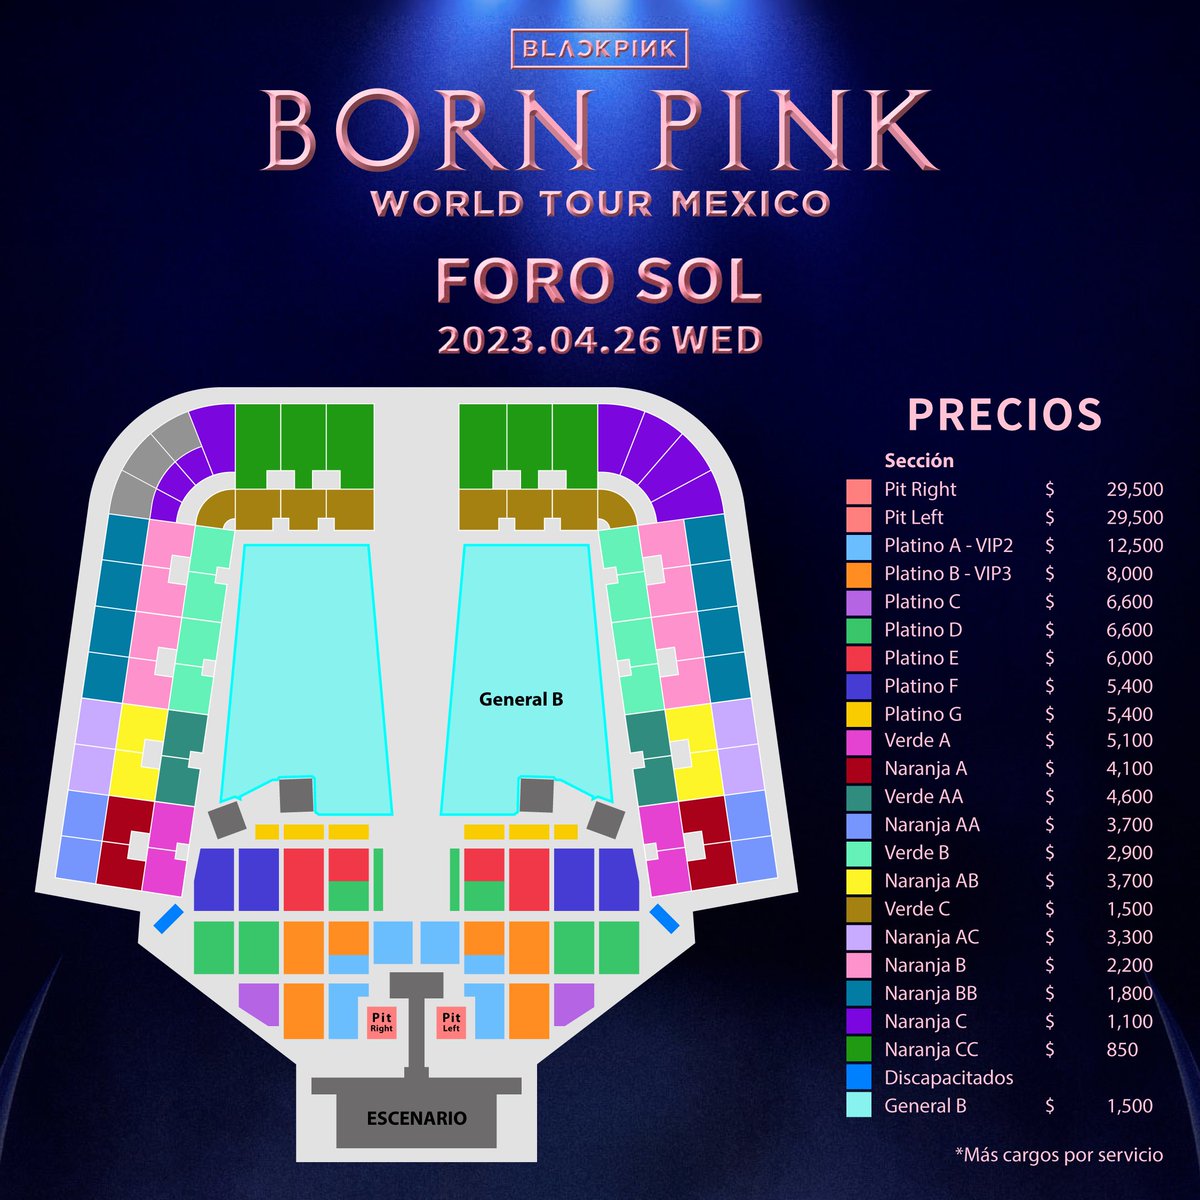 BLACKPINK
BORN PINK
WORLD TOUR MEXICO
FORO SOL
2023.04.26 WED
PRECIOS
Sección
Pit Right $ 29,500
Pit Left $ 29,500
Platino A - VIP2 $ 12,500
Platino B - VIP3 $ 8,000
Platino C $ 6,600
Platino D $ 6,600
Platino E $ 6,000
Platino F $ 5,400
Platino G $ 5,400
Verde A $ 5,100
Naranja A $ 4,100
Verde AA $ 4,600
Naranja AA $ 3,700
Verde B $ 2,900
Naranja AB $ 3,700
Verde C $ 1,500
Naranja AC $ 3,300
Naranja B $ 2,200
Naranja BB $ 1,800
Naranja C $ 1,100
Naranja CC $ 850
Discapacitados
General B $ 1,500
*Más cargos por servicio
General B
Pit
Right
Pit
Left
ESCENARIO